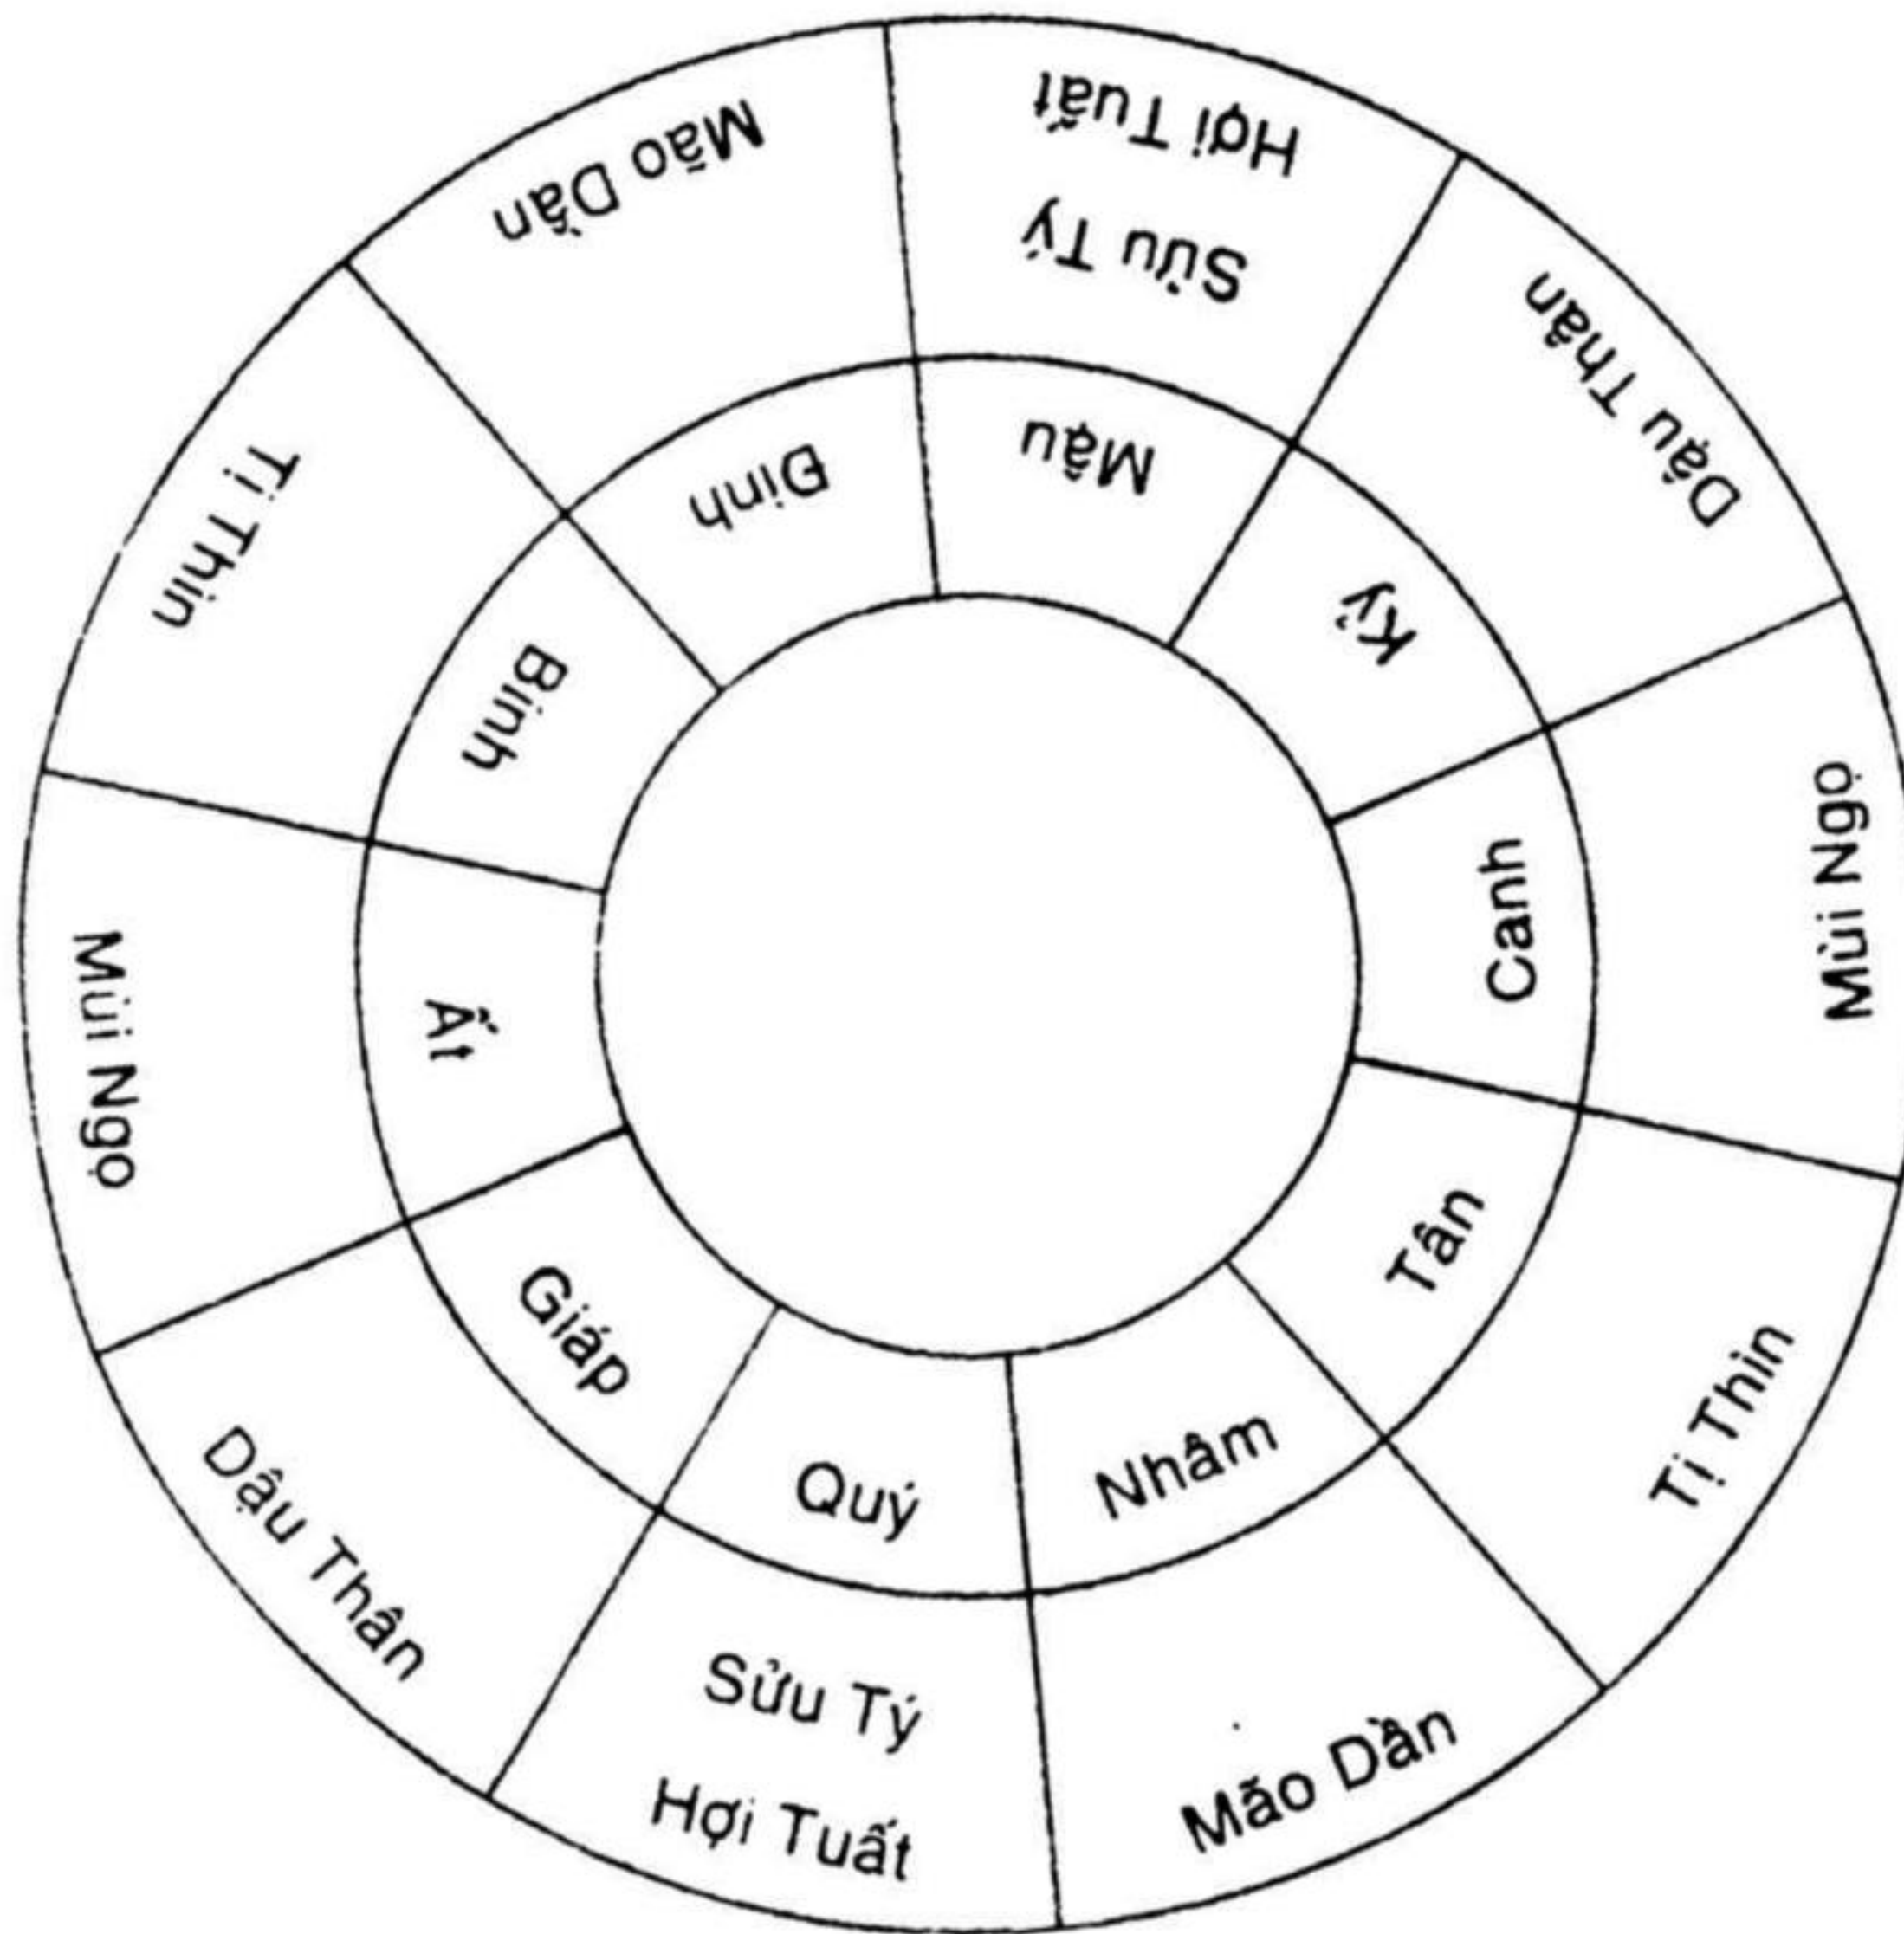 Hợi Tuất
Sửu Tý
Mậu
Dậu Thân
Kỷ
Mùi Ngọ
Canh
Tị Thìn
Tân
Mão Dần
Nhâm
Quý
Sửu Tý
Hợi Tuất
Giáp
Dậu Thân
Ất
Mùi Ngọ
Bính
Tị Thìn
Đinh
Mão Dần